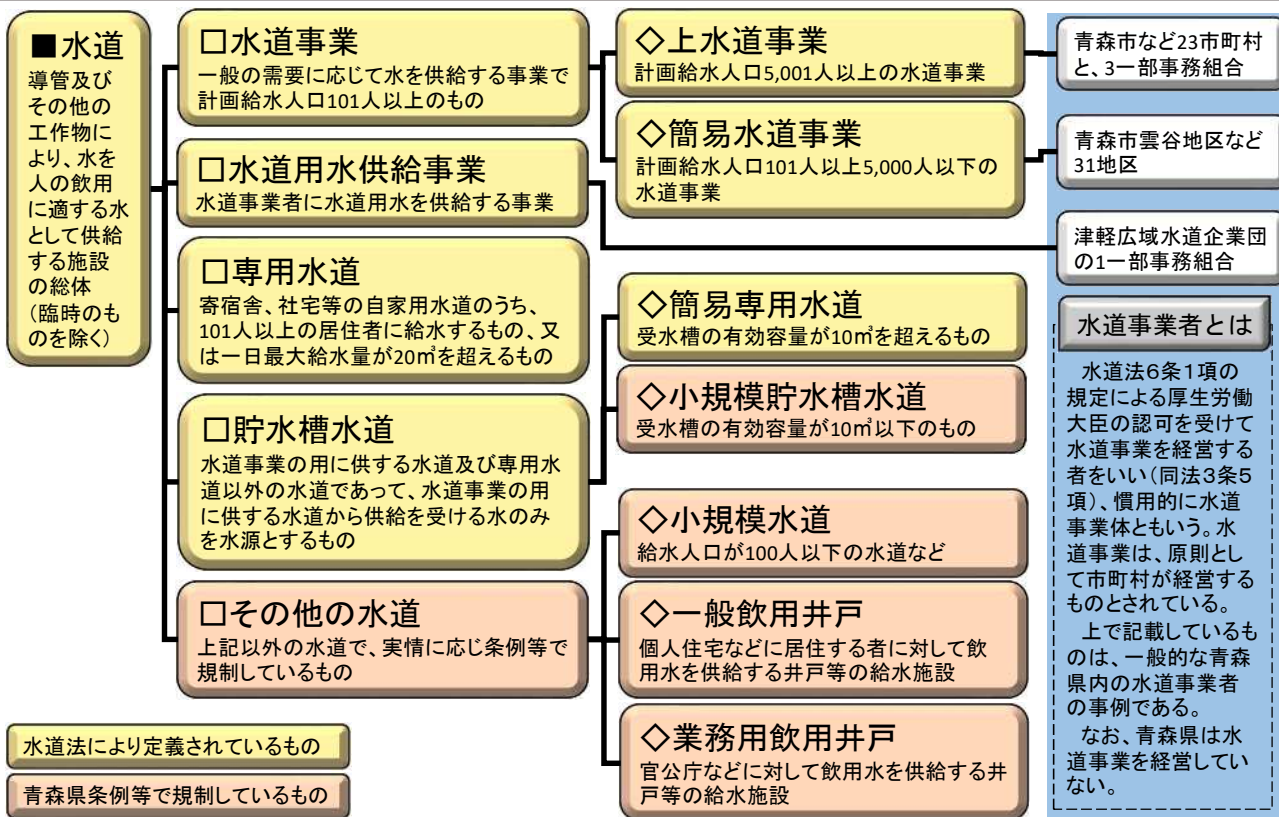 ■水道
導管及び
その他の
工作物に
より、水を
人の飲用
に適する水
として供給
する施設
の総体
(臨時のも
のを除く)
□水道事業
一般の需要に応じて水を供給する事業で
計画給水人口101人以上のもの
◇上水道事業
計画給水人口5,001人以上の水道事業
青森市など23市町村
と、3一部事務組合
◇簡易水道事業
計画給水人口101人以上5,000人以下の
水道事業
青森市雲谷地区など
31地区
□水道用水供給事業
水道事業者に水道用水を供給する事業
津軽広域水道企業団
の1一部事務組合
□専用水道
寄宿舎、社宅等の自家用水道のうち、
101人以上の居住者に給水するもの、又
は一日最大給水量が20㎥を超えるもの
□貯水槽水道
水道事業の用に供する水道及び専用水
道以外の水道であって、水道事業の用
に供する水道から供給を受ける水のみ
を水源とするもの
◇簡易専用水道
受水槽の有効容量が10㎥を超えるもの
◇小規模貯水槽水道
受水槽の有効容量が10㎥以下のもの
□その他の水道
上記以外の水道で、実情に応じ条例等で
規制しているもの
◇小規模水道
給水人口が100人以下の水道など
◇一般飲用井戸
個人住宅などに居住する者に対して飲
用水を供給する井戸等の給水施設
◇業務用飲用井戸
官公庁などに対して飲用水を供給する井
戸等の給水施設
水道事業者とは
水道法6条1項の
規定による厚生労働
大臣の認可を受けて
水道事業を経営する
者をいい(同法3条5
項)、慣用的に水道
事業体ともいう。水
道事業は、原則とし
て市町村が経営する
ものとされている。
上で記載しているも
のは、一般的な青森
県内の水道事業者
の事例である。
なお、青森県は水
道事業を経営してい
ない。
水道法により定義されているもの
青森県条例等で規制しているもの